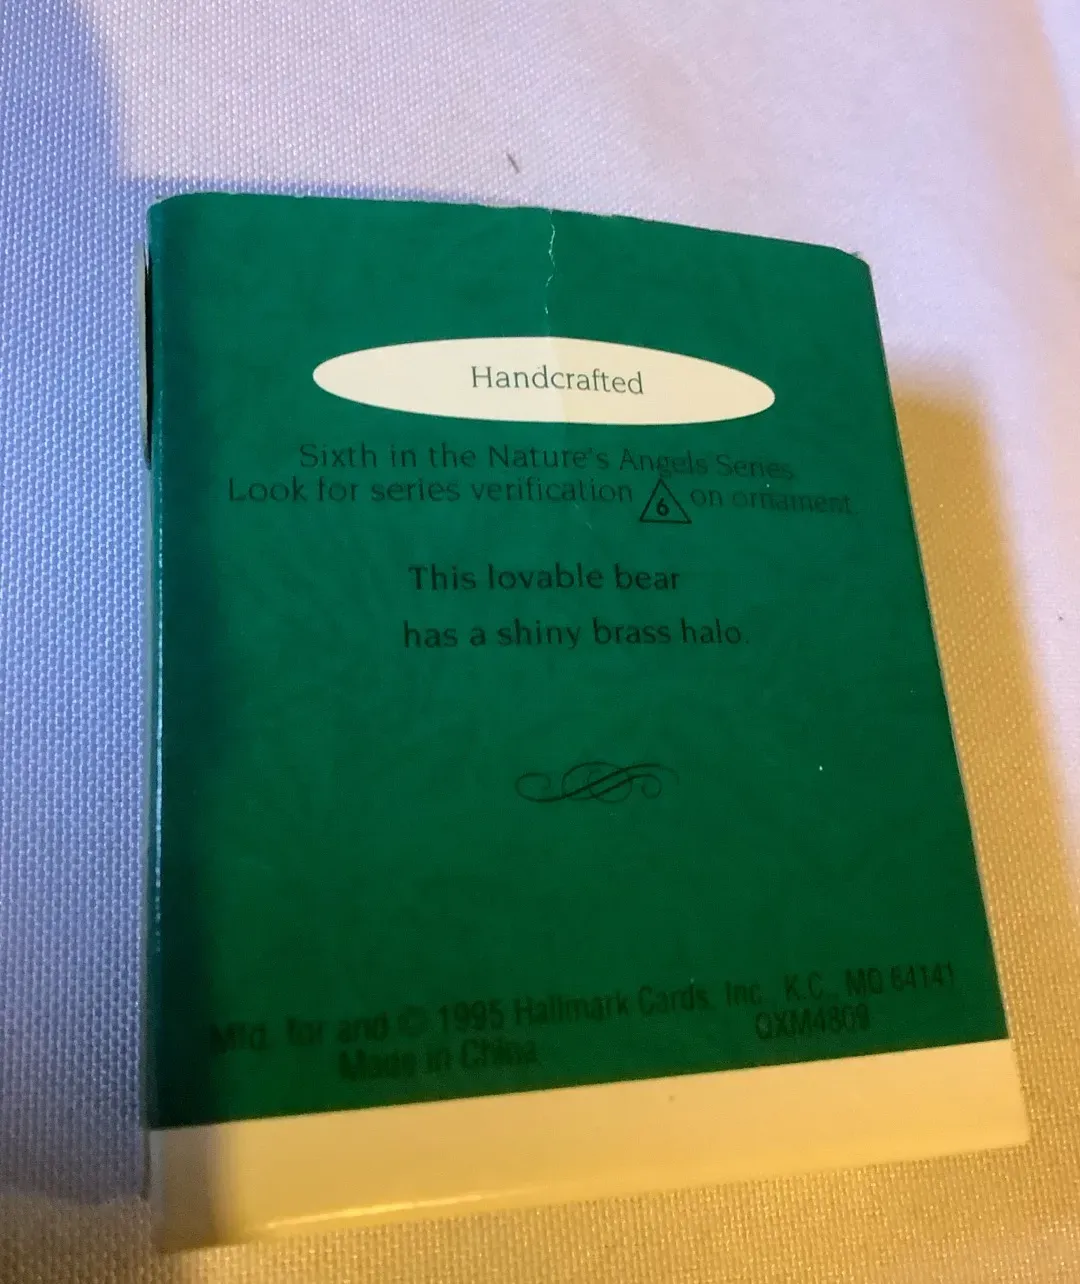 Handcrafted
Sixth in the Nature's Angels Series
Look for series verification 6 on ornament.
This lovable bear
has a shiny brass halo.
Mfd. for and © 1995 Hallmark Cards, Inc. K.C., MO 64141
Made in China QXM4809